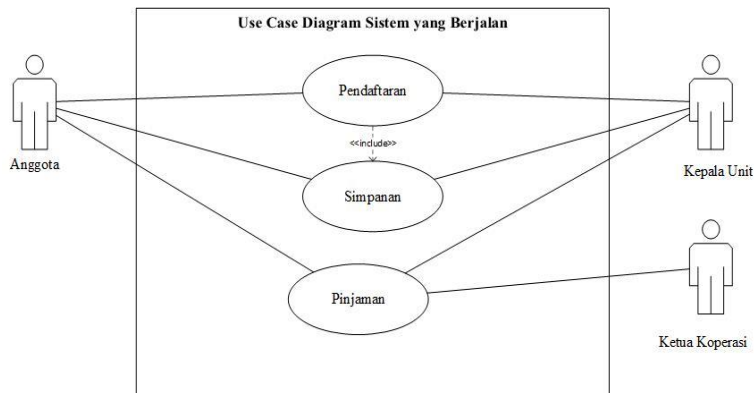 Use Case Diagram Sistem yang Berjalan
Pendaftaran
<<include>>
Anggota
Simpanan
Kepala Unit
Pinjaman
Ketua Koperasi